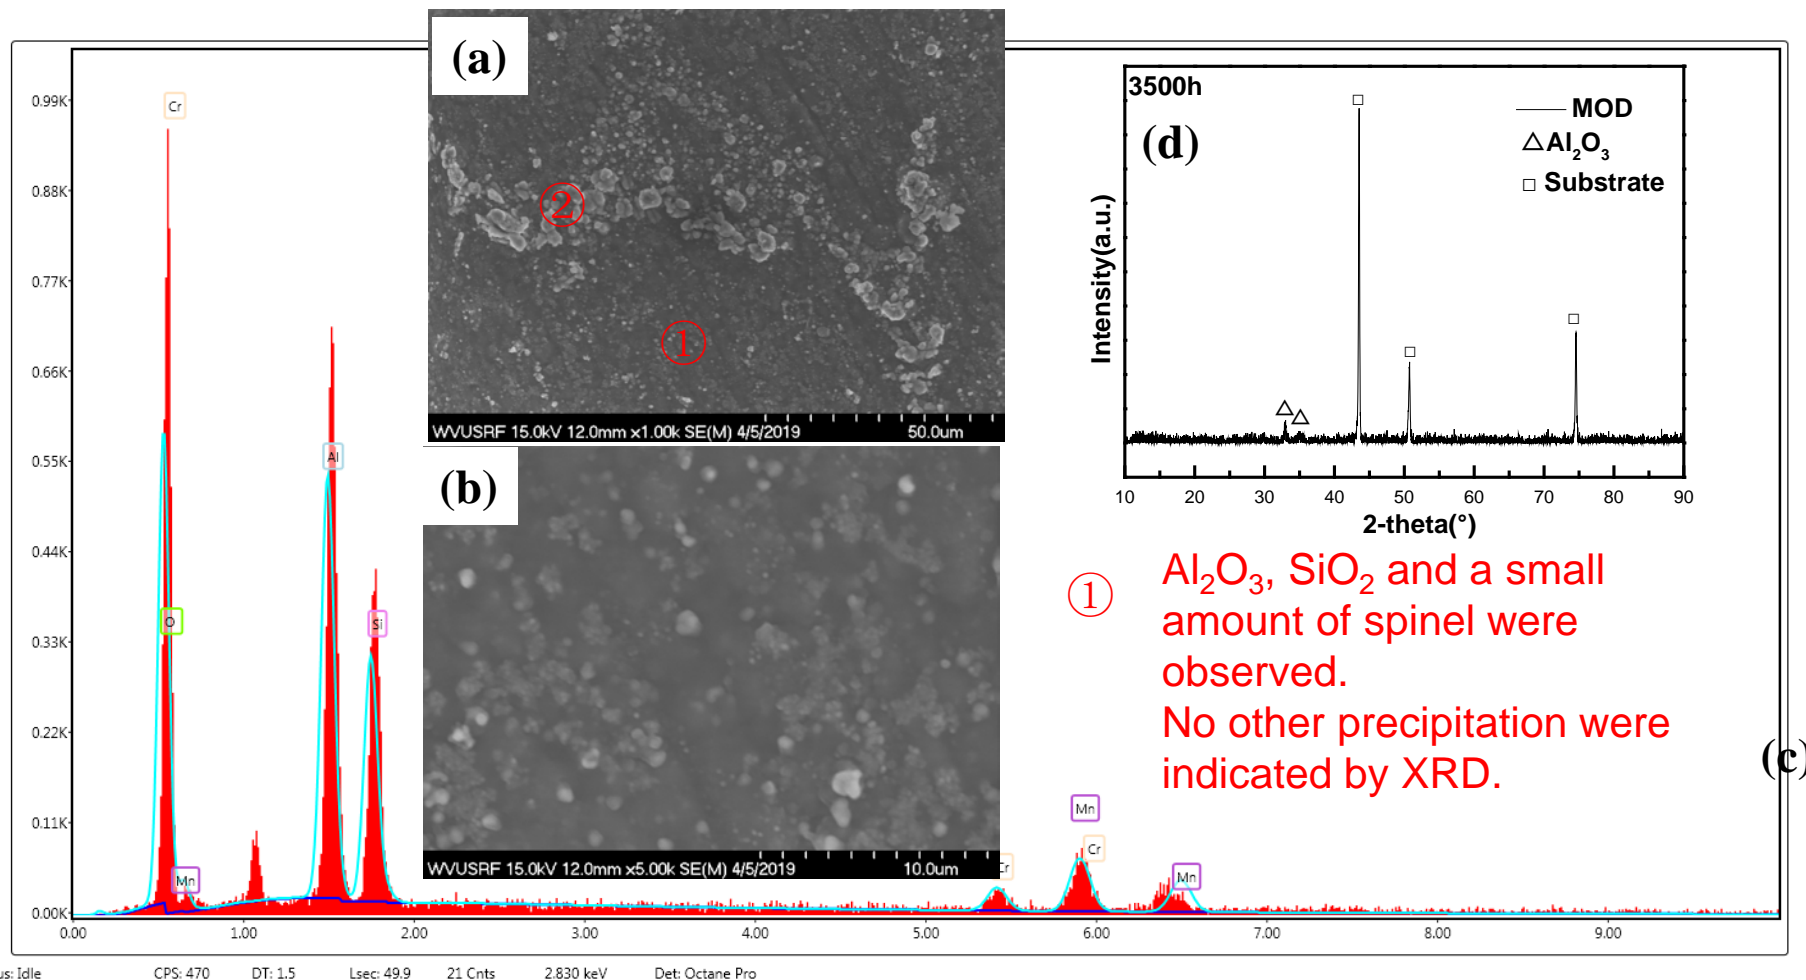 (a)
②
①
WVUSRF 15.0kV 12.0mm x1.00k SE(M) 4/5/2019 50.0um
(b)
WVUSRF 15.0kV 12.0mm x5.00k SE(M) 4/5/2019 10.0um
3500h
(d)
MOD
△Al₂O₃
□ Substrate
Intensity(a.u.)
10 20 30 40 50 60 70 80 90
2-theta(°)
① Al₂O₃, SiO₂ and a small
amount of spinel were
observed.
No other precipitation were
indicated by XRD.
(c)
0.99K
0.88K
0.77K
0.66K
0.55K
0.44K
0.33K
0.22K
0.11K
0.00K
Cr
O
Mn
Al
Si
Cr
Mn
Cr
Mn
0.00 1.00 2.00 3.00 4.00 5.00 6.00 7.00 8.00 9.00
us: Idle CPS: 470 DT: 1.5 Lsec: 49.9 21 Cnts 2.830 keV Det: Octane Pro